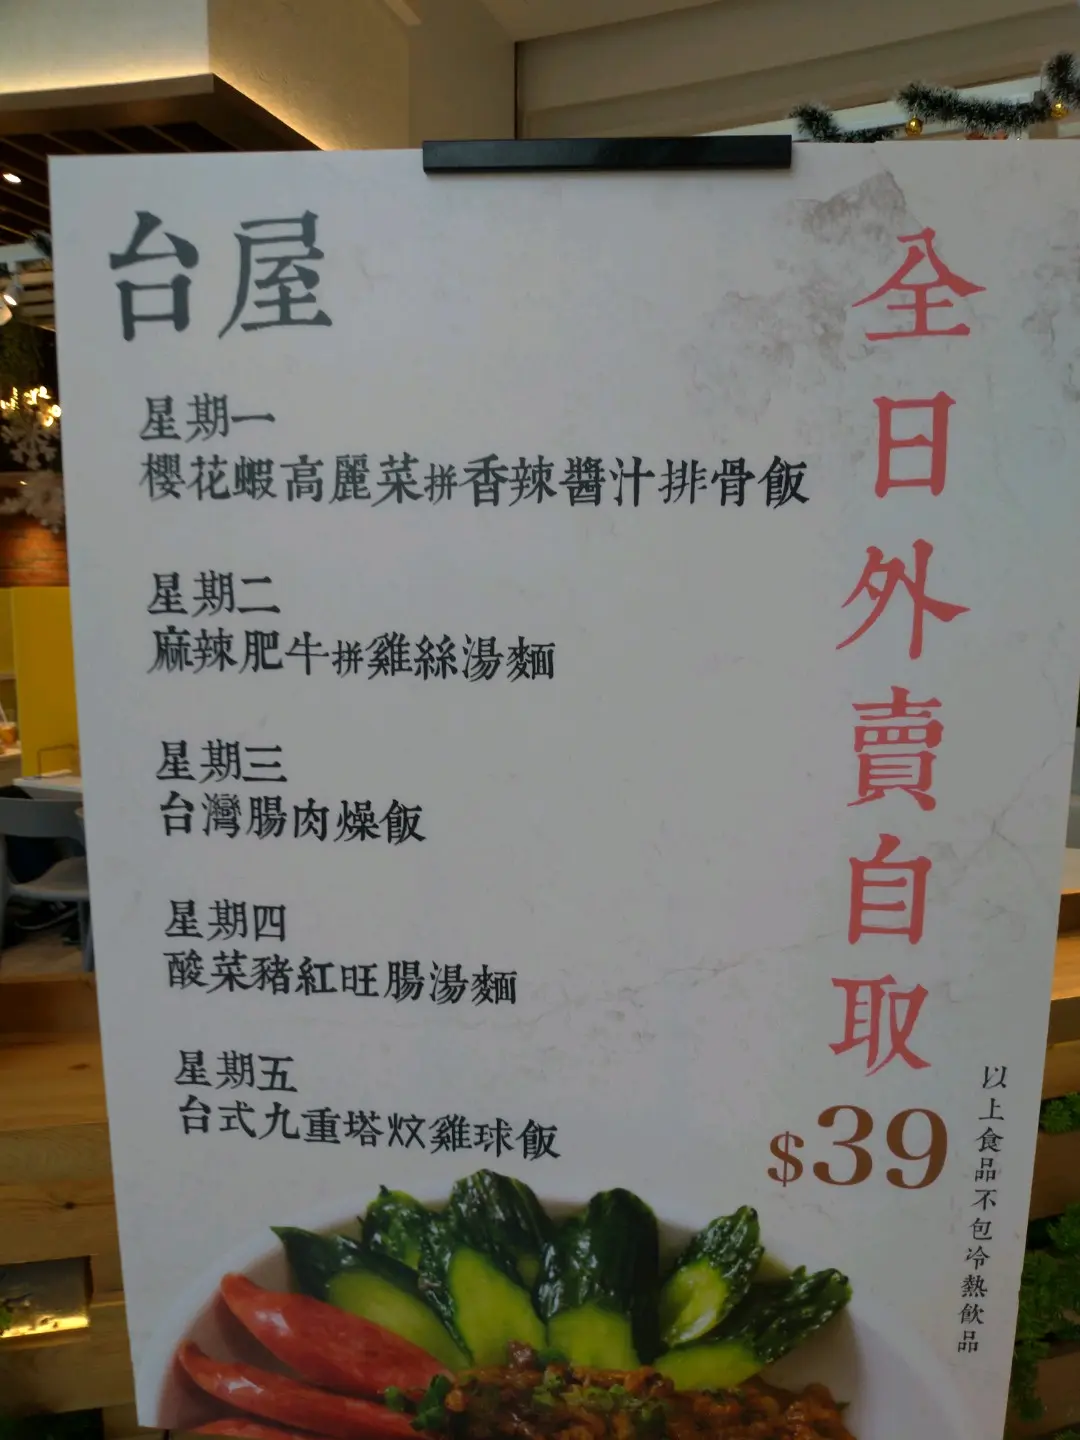 台屋
星期一
櫻花蝦高麗菜拼香辣醬汁排骨飯
星期二
麻辣肥牛拼雞絲湯麵
星期三
台灣腸肉燥飯
星期四
酸菜豬紅旺腸湯麵
星期五
台式九重塔炆雞球飯
全日外賣自取
$39
以上食品不包冷熱飲品